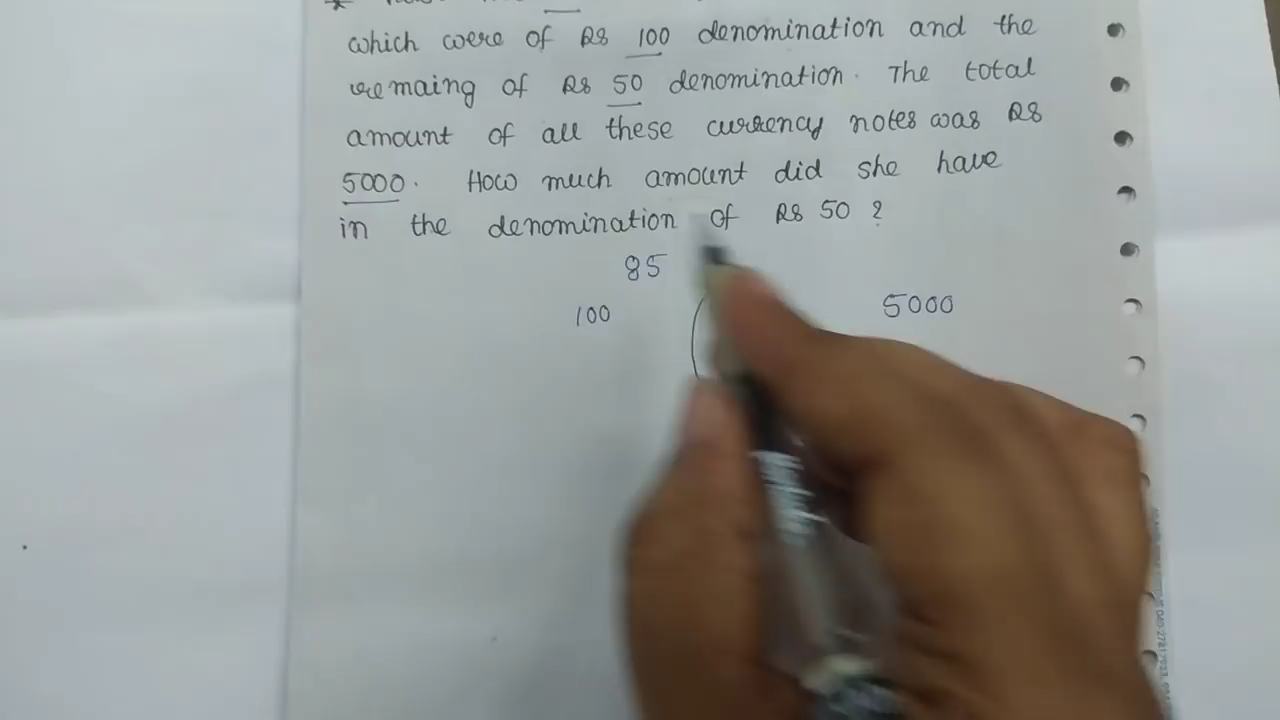 which were of Rs 100 denomination and the
remaing of Rs 50 denomination. The total
amount of all these currency notes was Rs
5000. How much amount did she have
in the denomination of Rs 50 ?
85
100 ( 5000